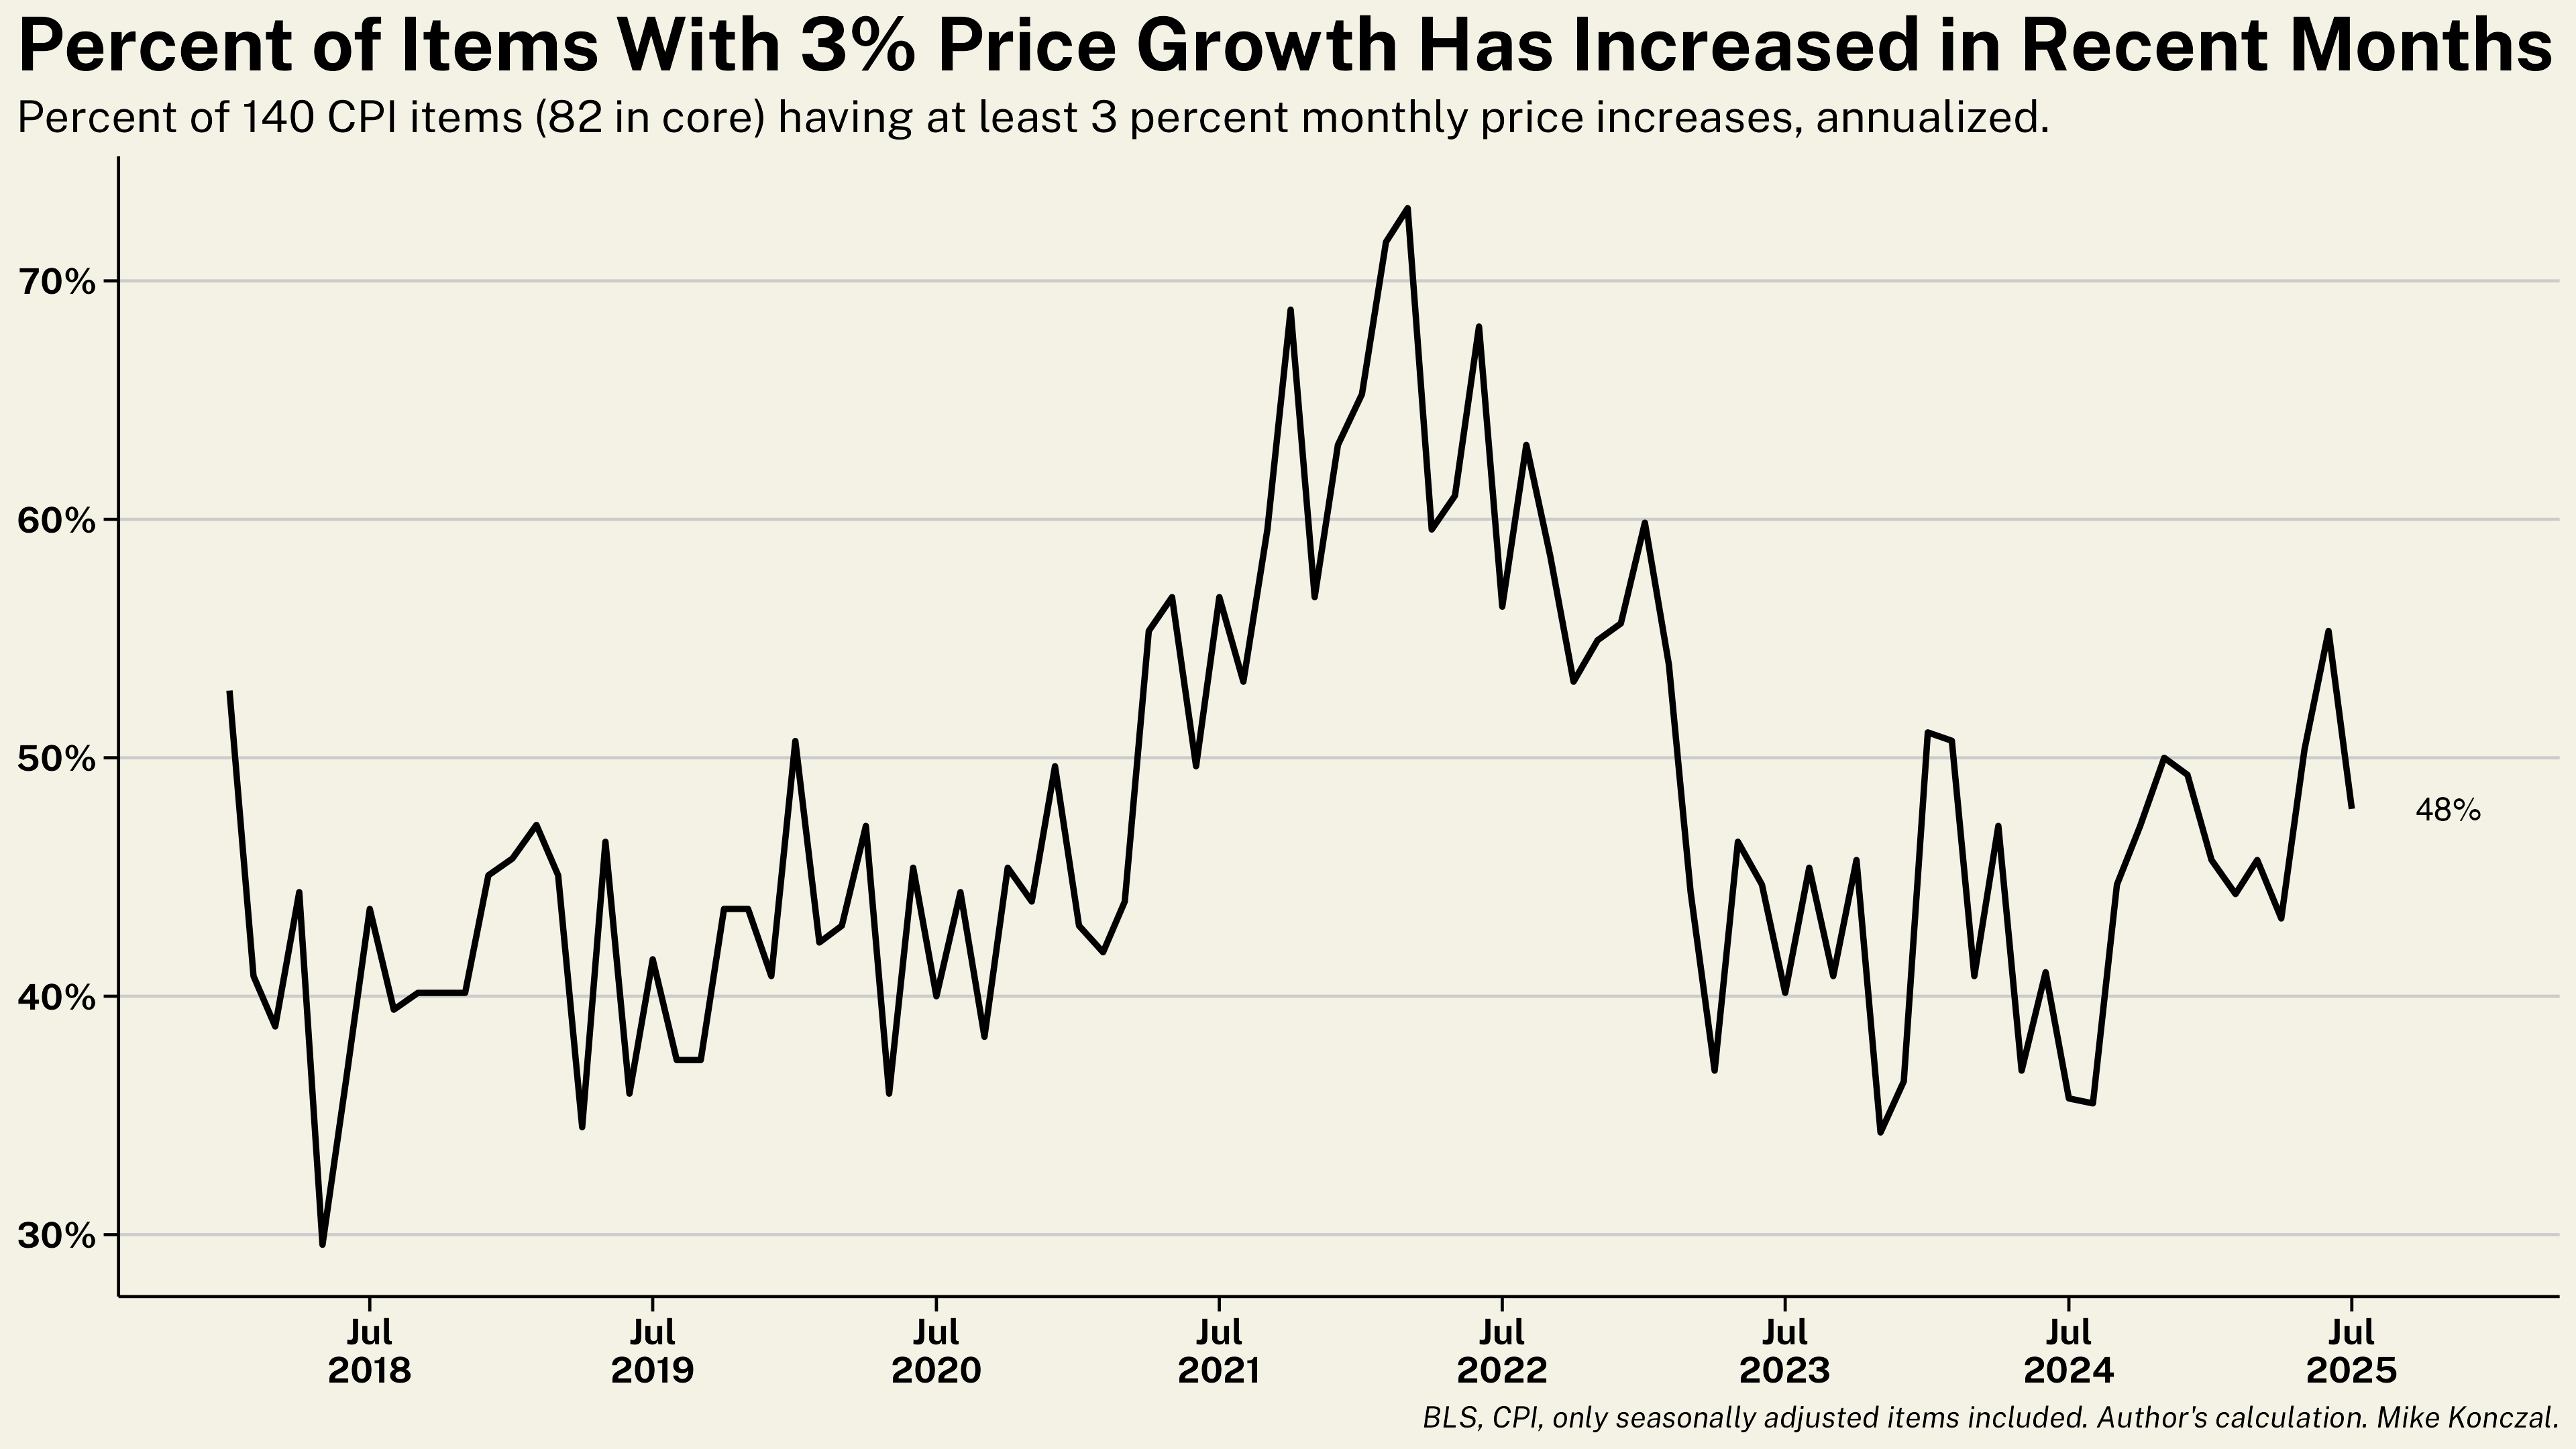 Percent of Items With 3% Price Growth Has Increased in Recent Months
Percent of 140 CPI items (82 in core) having at least 3 percent monthly price increases, annualized.
70%
60%
50%
48%
40%
30%
Jul Jul Jul Jul Jul Jul Jul Jul
2018 2019 2020 2021 2022 2023 2024 2025
BLS, CPI, only seasonally adjusted items included. Author's calculation. Mike Konczal.